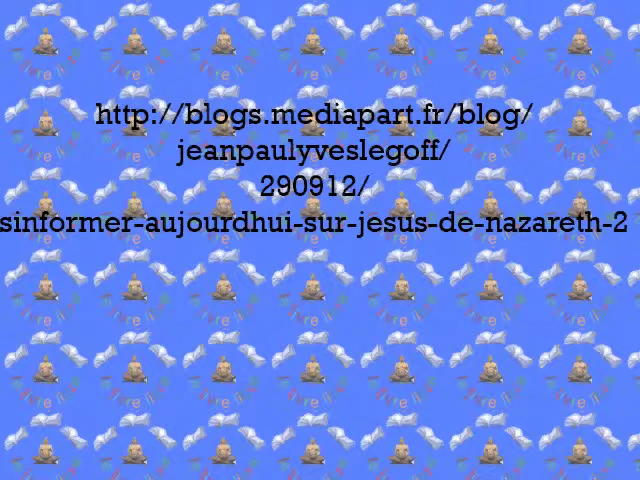 http://blogs.mediapart.fr/blog/
jeanpaulyveslegoff/
290912/
sinformer-aujourdhui-sur-jesus-de-nazareth-2